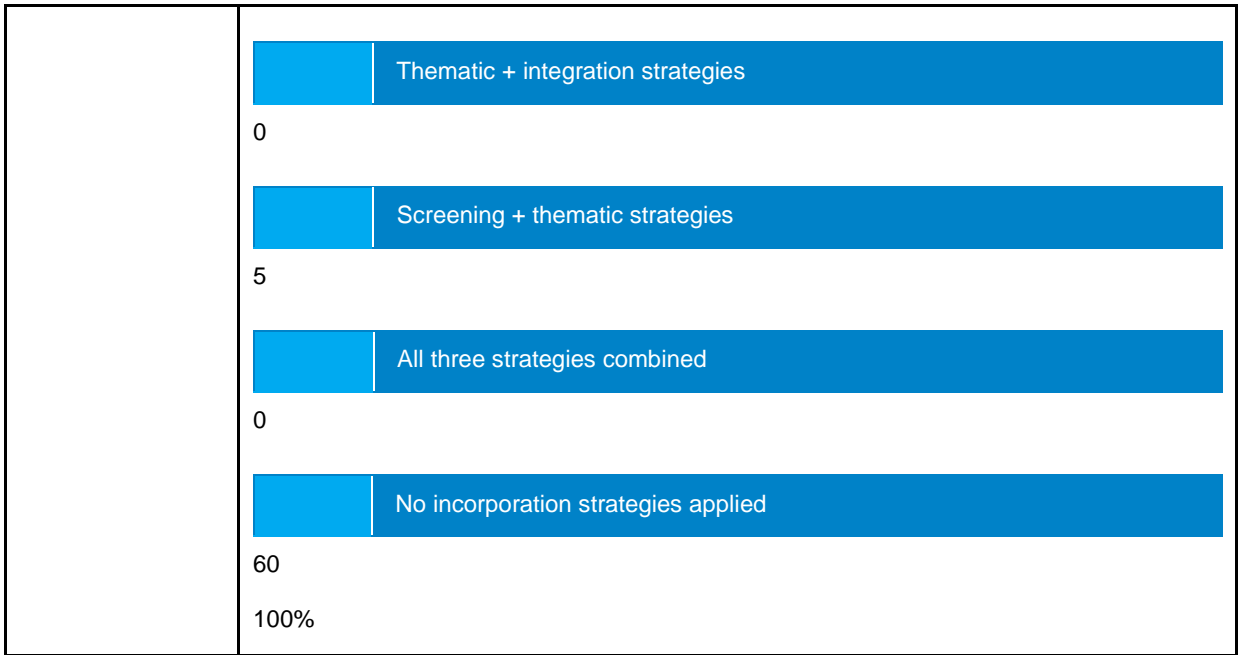 Thematic + integration strategies
0
Screening + thematic strategies
5
All three strategies combined
0
No incorporation strategies applied
60
100%